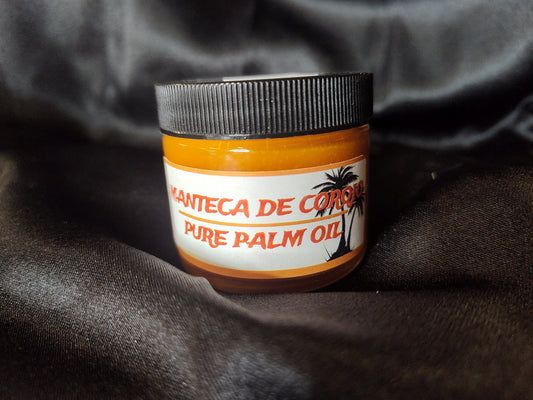 MANTECA DE COROJO
PURE PALM OIL